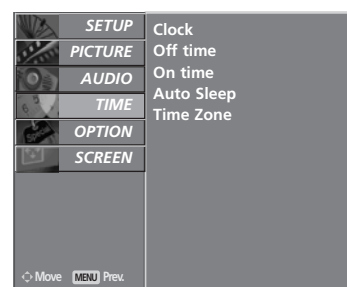 SETUP
PICTURE
AUDIO
TIME
OPTION
SCREEN
Clock
Off time
On time
Auto Sleep
Time Zone
Move MENU Prev.